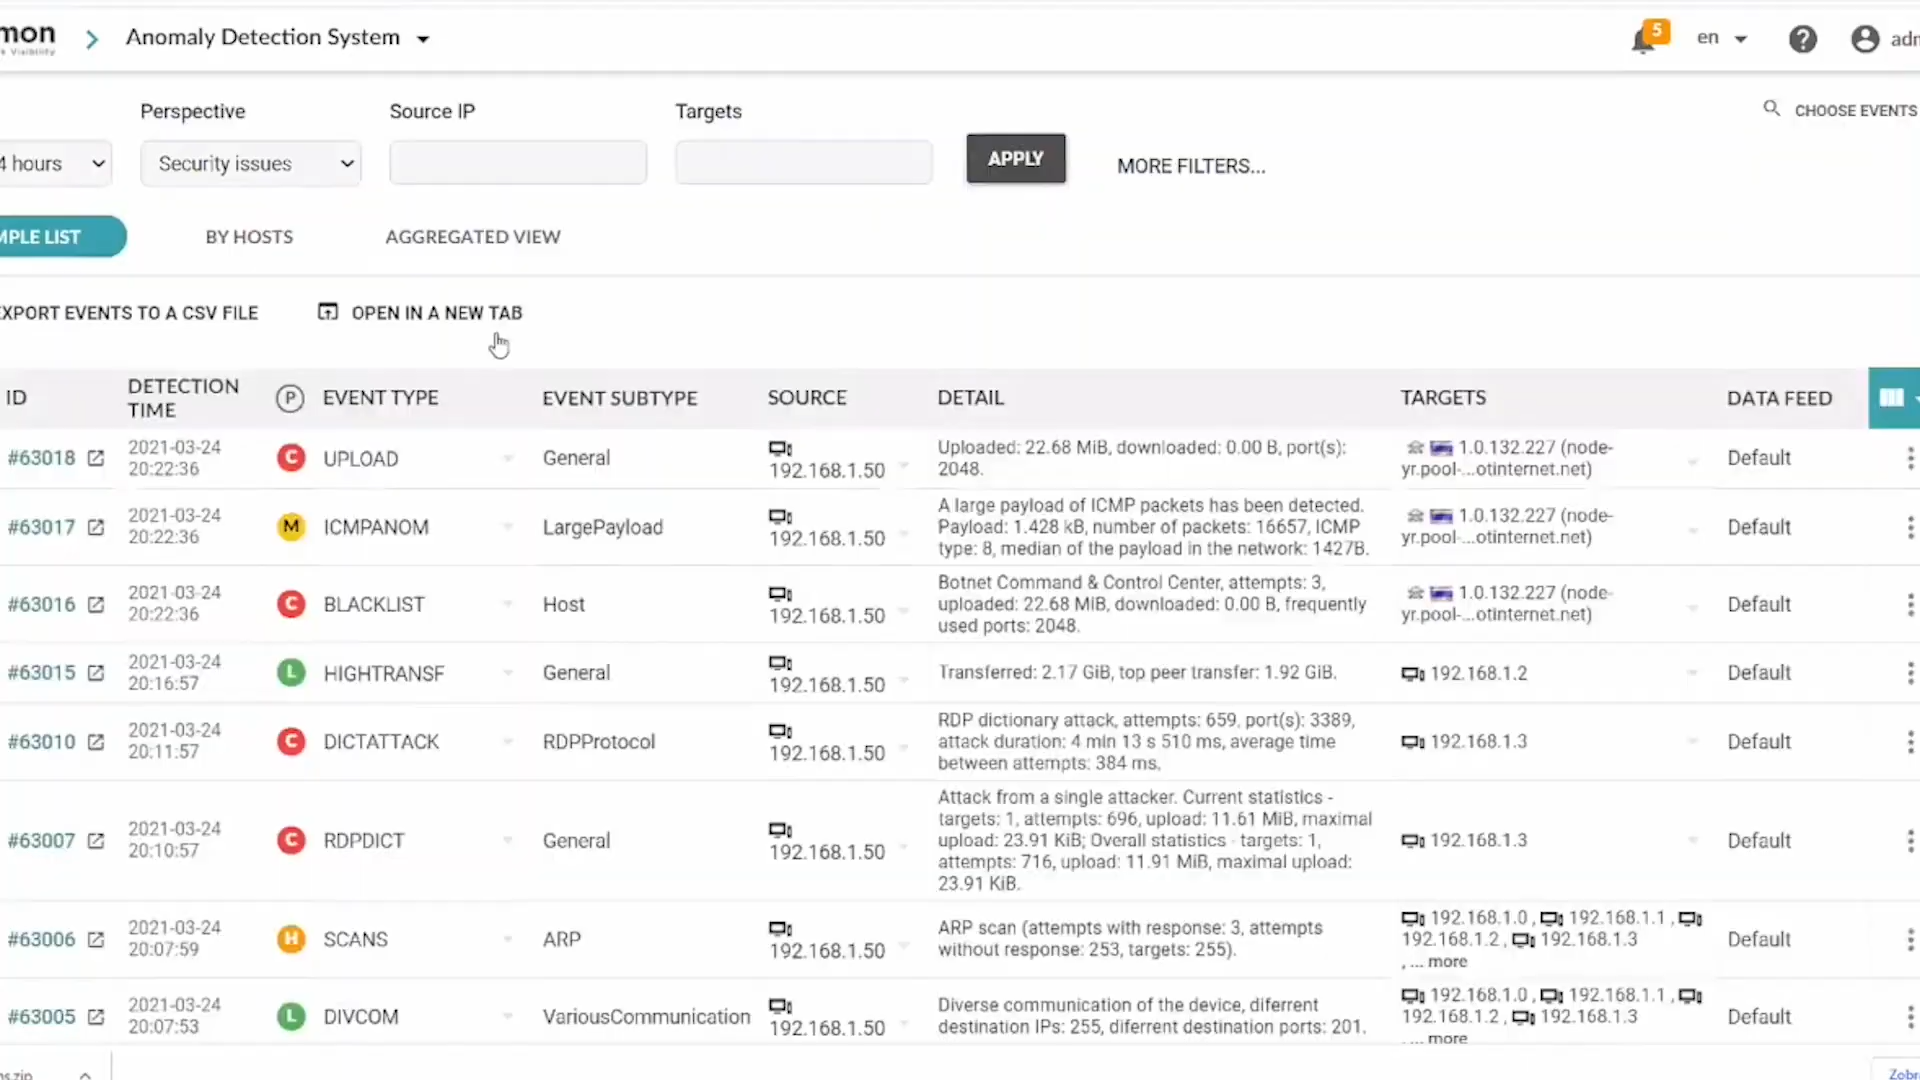 mon
Anomaly Detection System
5
en
Perspective
Source IP
Targets
CHOOSE EVENTS
4 hours
Security issues
APPLY
MORE FILTERS...
MPLE LIST
BY HOSTS
AGGREGATED VIEW
EXPORT EVENTS TO A CSV FILE
OPEN IN A NEW TAB
ID
DETECTION
TIME
P
EVENT TYPE
EVENT SUBTYPE
SOURCE
DETAIL
TARGETS
DATA FEED
#63018
2021-03-24
20:22:36
C
UPLOAD
General
192.168.1.50
Uploaded: 22.68 MiB, downloaded: 0.00 B, port(s):
2048.
1.0.132.227 (node-
yr.pool-...otinternet.net)
Default
#63017
2021-03-24
20:22:36
M
ICMPANOM
LargePayload
192.168.1.50
A large payload of ICMP packets has been detected.
Payload: 1.428 kB, number of packets: 16657, ICMP
type: 8, median of the payload in the network: 1427B.
1.0.132.227 (node-
yr.pool-...otinternet.net)
Default
#63016
2021-03-24
20:22:36
C
BLACKLIST
Host
192.168.1.50
Botnet Command & Control Center, attempts: 3,
uploaded: 22.68 MiB, downloaded: 0.00 B, frequently
used ports: 2048.
1.0.132.227 (node-
yr.pool-...otinternet.net)
Default
#63015
2021-03-24
20:16:57
L
HIGHTRANSF
General
192.168.1.50
Transferred: 2.17 GiB, top peer transfer: 1.92 GiB.
192.168.1.2
Default
#63010
2021-03-24
20:11:57
C
DICTATTACK
RDPProtocol
192.168.1.50
RDP dictionary attack, attempts: 659, port(s): 3389,
attack duration: 4 min 13 s 510 ms, average time
between attempts: 384 ms.
192.168.1.3
Default
#63007
2021-03-24
20:10:57
C
RDPDICT
General
192.168.1.50
Attack from a single attacker. Current statistics -
targets: 1, attempts: 696, upload: 11.61 MiB, maximal
upload: 23.91 KiB; Overall statistics - targets: 1,
attempts: 716, upload: 11.91 MiB, maximal upload:
23.91 KiB.
192.168.1.3
Default
#63006
2021-03-24
20:07:59
H
SCANS
ARP
192.168.1.50
ARP scan (attempts with response: 3, attempts
without response: 253, targets: 255).
192.168.1.0 , 192.168.1.1 ,
192.168.1.2 , 192.168.1.3
, ... more
Default
#63005
2021-03-24
20:07:53
L
DIVCOM
VariousCommunication
192.168.1.50
Diverse communication of the device, diferrent
destination IPs: 255, diferrent destination ports: 201.
192.168.1.0 , 192.168.1.1 ,
192.168.1.2 , 192.168.1.3
, ... more
Default